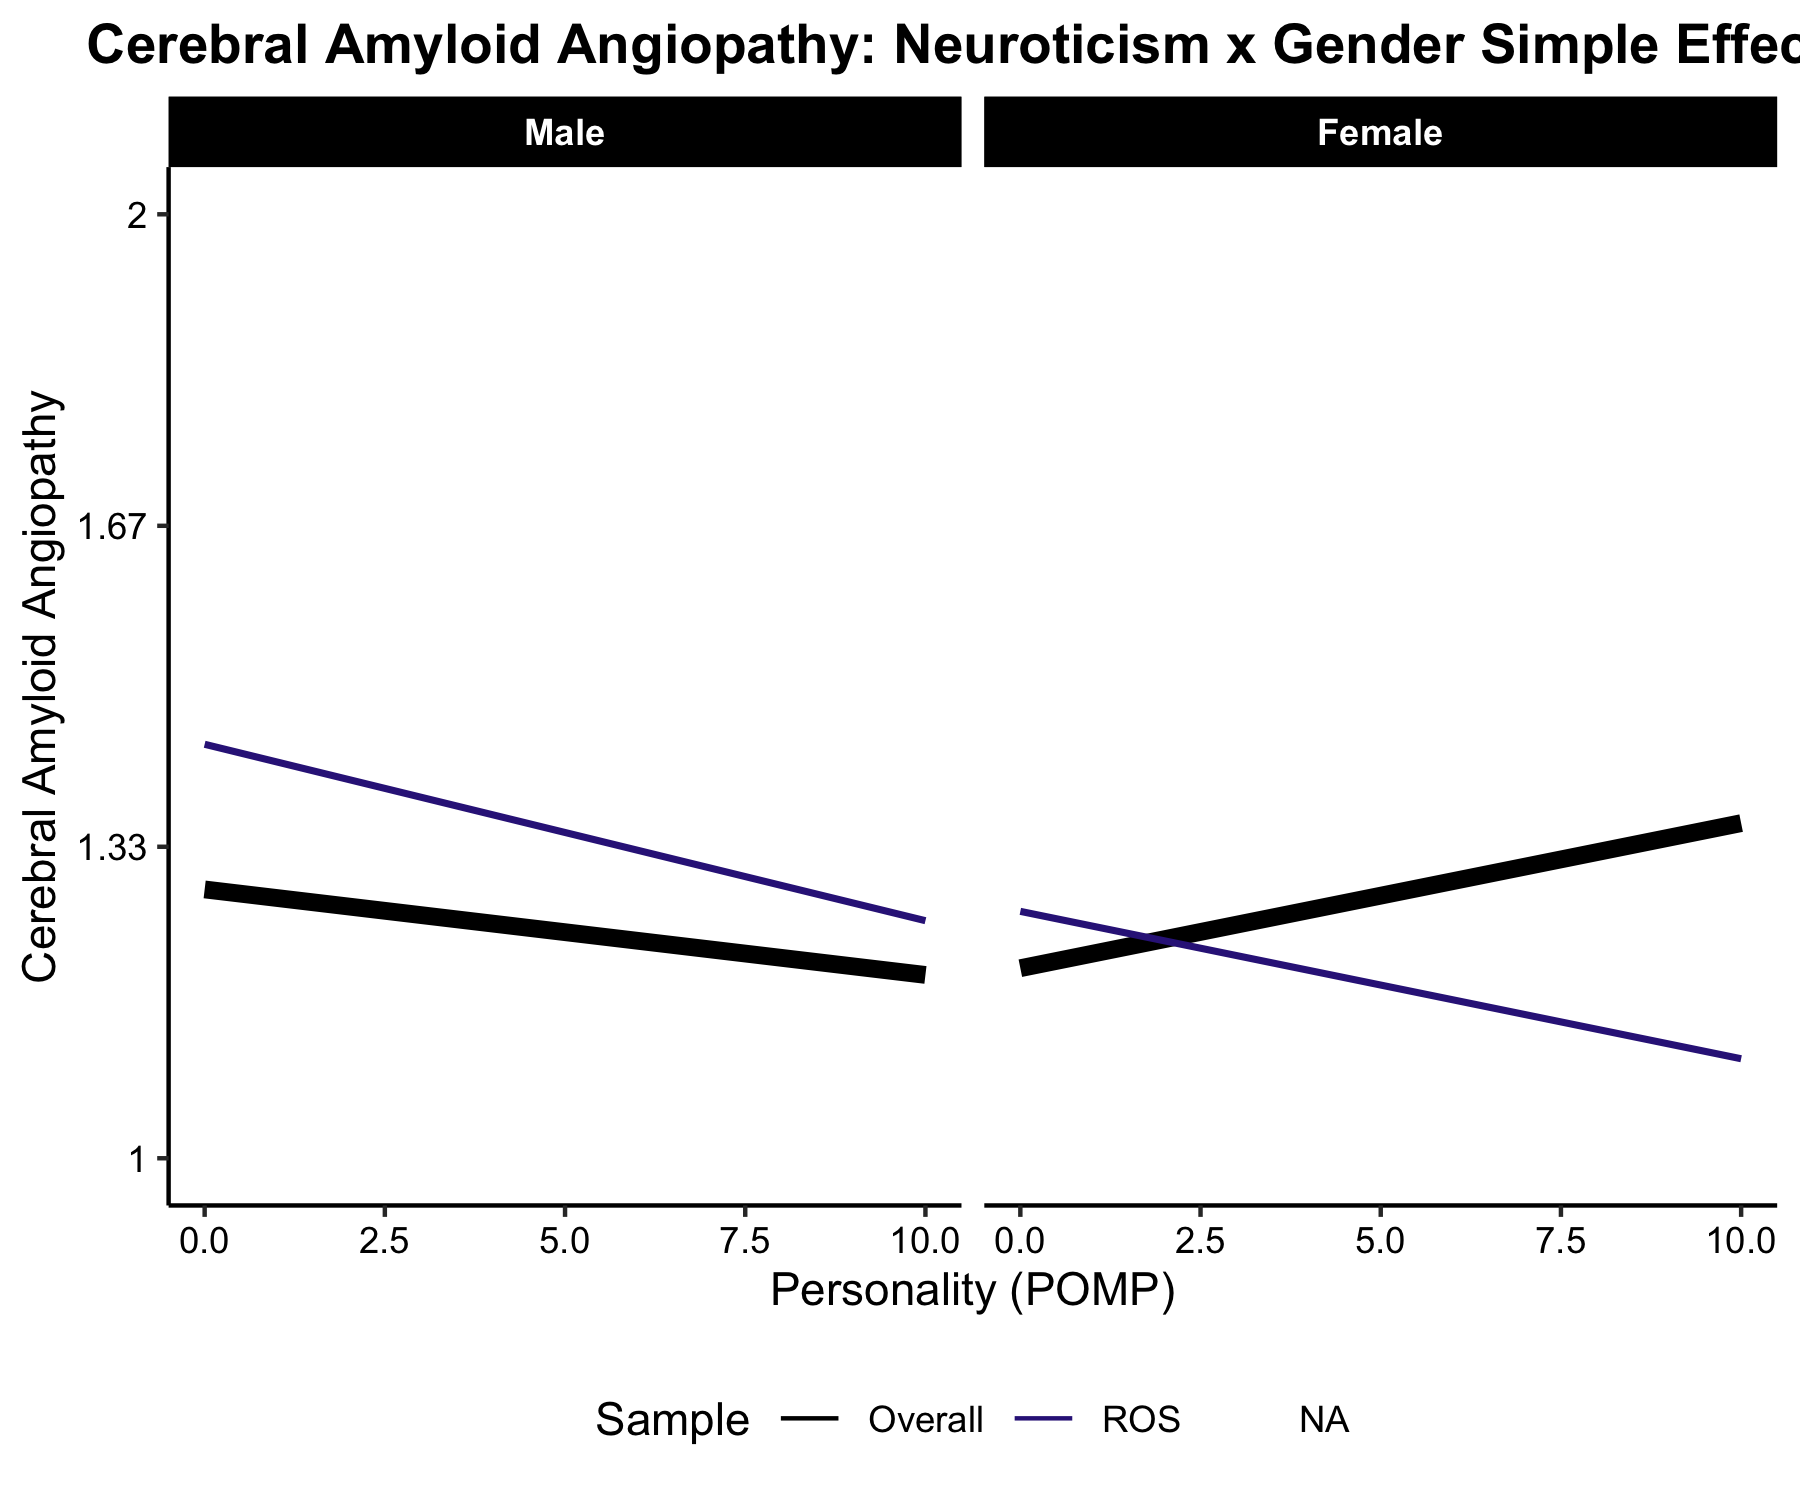 Cerebral Amyloid Angiopathy: Neuroticism x Gender Simple Effec
Male
Female
2
1.67
1.33
1
Cerebral Amyloid Angiopathy
0.0 2.5 5.0 7.5 10.0 0.0 2.5 5.0 7.5 10.0
Personality (POMP)
Sample Overall ROS NA